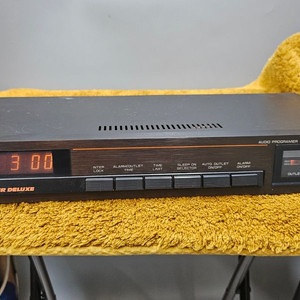 AUDIO PROGRAMER
3 00
INTER LOCK
ALARM/OUTLET TIME
TIME LIMIT
SLEEP ON SELECTOR
AUTO OUTLET ON/OFF
ALARM ON/OFF
R DELUXE